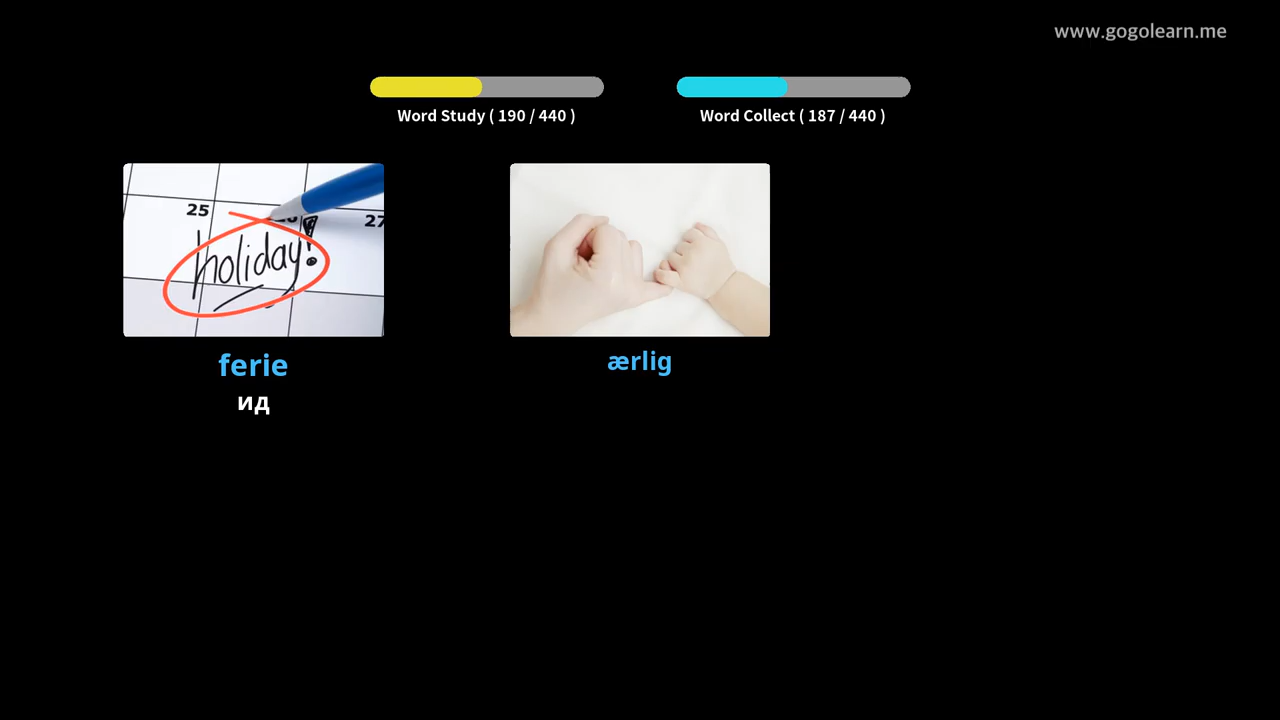 www.gogolearn.me
Word Study ( 190 / 440 )
Word Collect ( 187 / 440 )
25
27
holiday!
ferie
ærlig
ид